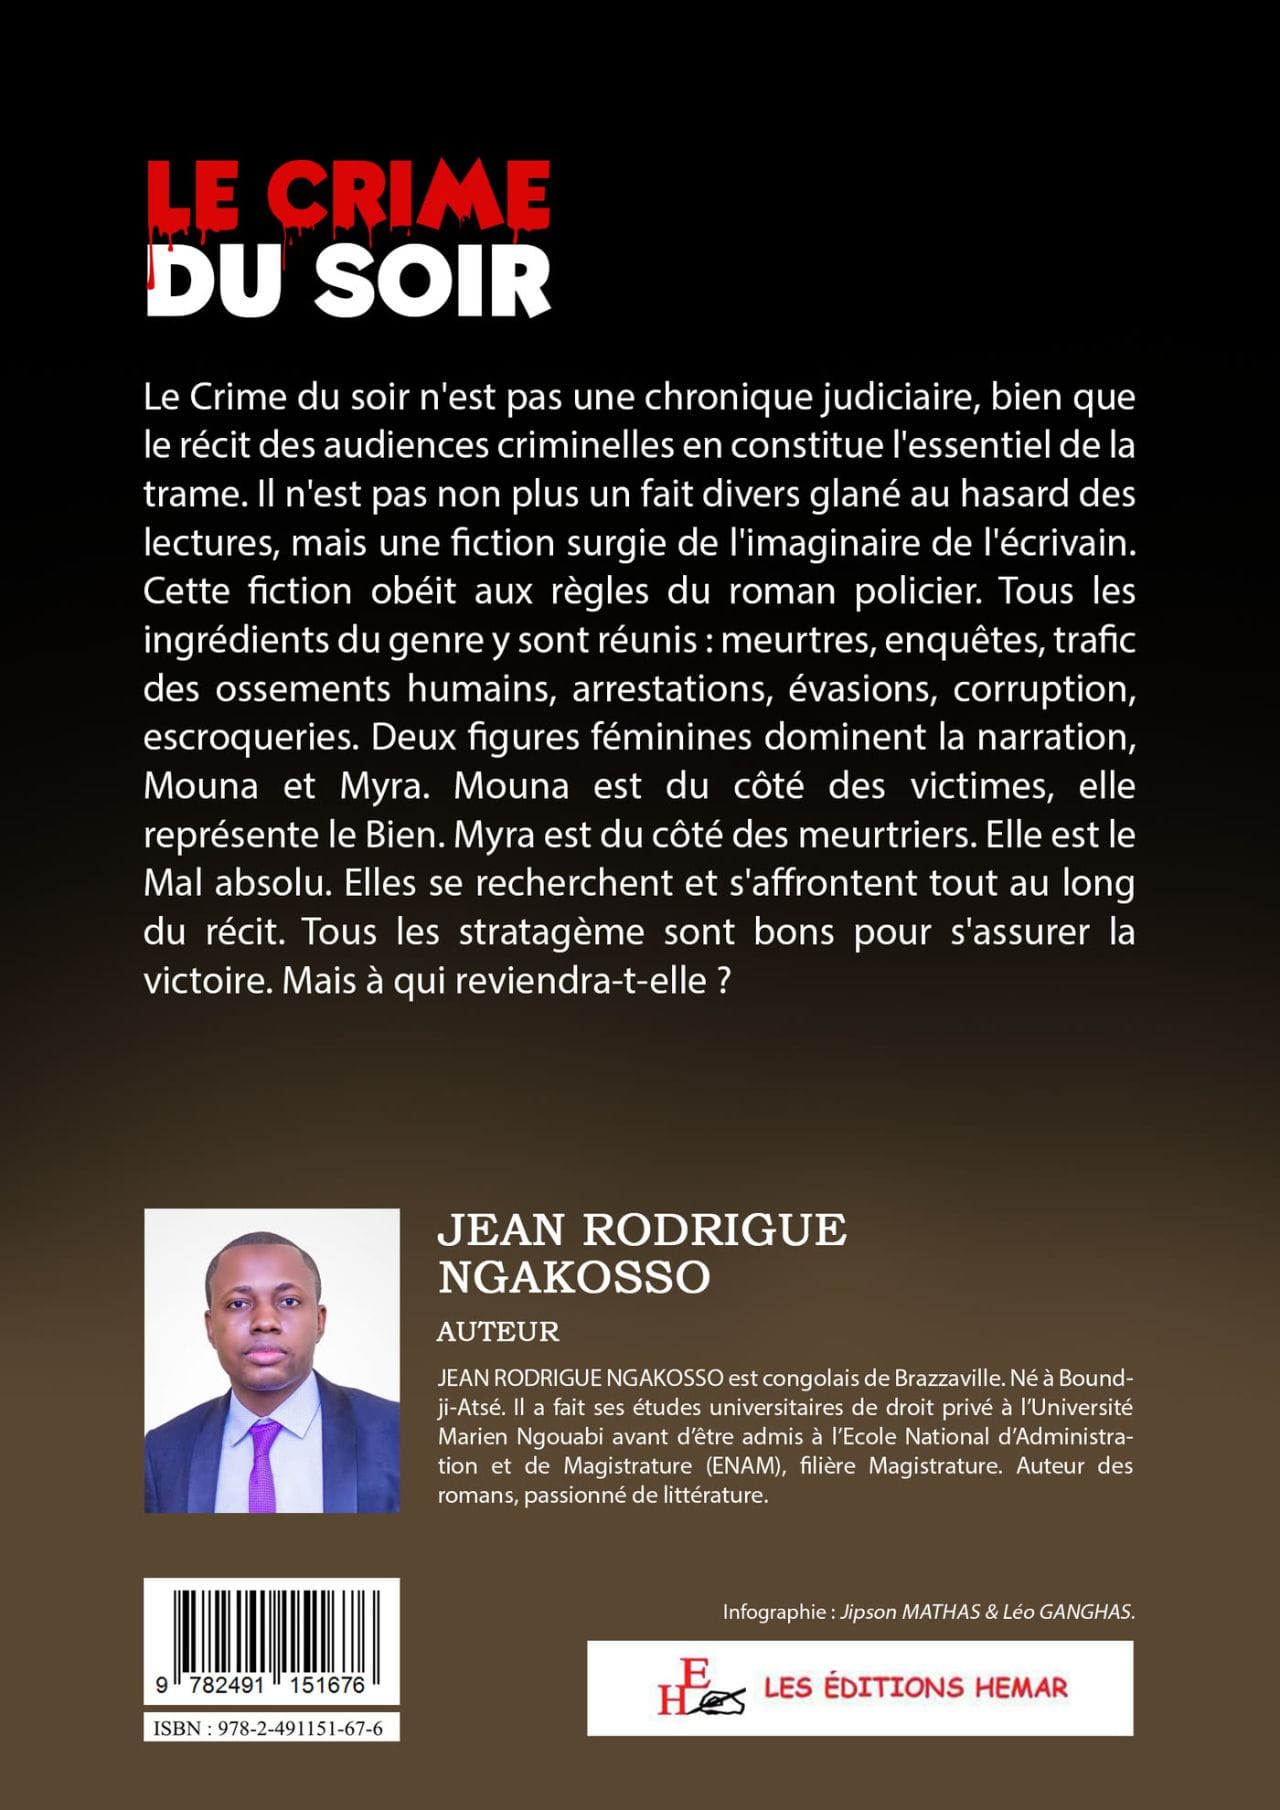 LE CRIME
DU SOIR
Le Crime du soir n'est pas une chronique judiciaire, bien que
le récit des audiences criminelles en constitue l'essentiel de la
trame. Il n'est pas non plus un fait divers glané au hasard des
lectures, mais une fiction surgie de l'imaginaire de l'écrivain.
Cette fiction obéit aux règles du roman policier. Tous les
ingrédients du genre y sont réunis : meurtres, enquêtes, trafic
des ossements humains, arrestations, évasions, corruption,
escroqueries. Deux figures féminines dominent la narration,
Mouna et Myra. Mouna est du côté des victimes, elle
représente le Bien. Myra est du côté des meurtriers. Elle est le
Mal absolu. Elles se recherchent et s'affrontent tout au long
du récit. Tous les stratagème sont bons pour s'assurer la
victoire. Mais à qui reviendra-t-elle ?
JEAN RODRIGUE
NGAKOSSO
AUTEUR
JEAN RODRIGUE NGAKOSSO est congolais de Brazzaville. Né à Bound-
ji-Atsé. Il a fait ses études universitaires de droit privé à l’Université
Marien Ngouabi avant d’être admis à l’Ecole National d’Administra-
tion et de Magistrature (ENAM), filière Magistrature. Auteur des
romans, passionné de littérature.
9 782491 151676
ISBN : 978-2-491151-67-6
Infographie : Jipson MATHAS & Léo GANGHAS.
E
H
LES ÉDITIONS HEMAR